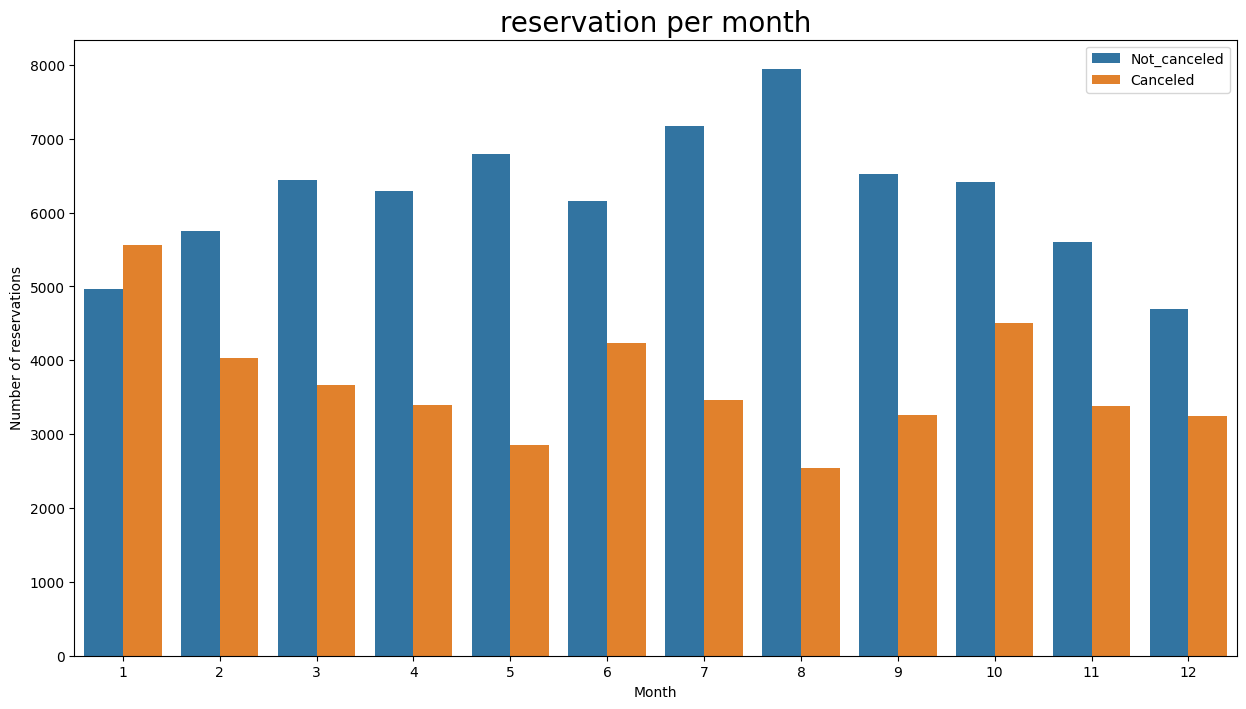 reservation per month
Not_canceled
Canceled
8000
7000
6000
5000
4000
3000
2000
1000
0
Number of reservations
1 2 3 4 5 6 7 8 9 10 11 12
Month